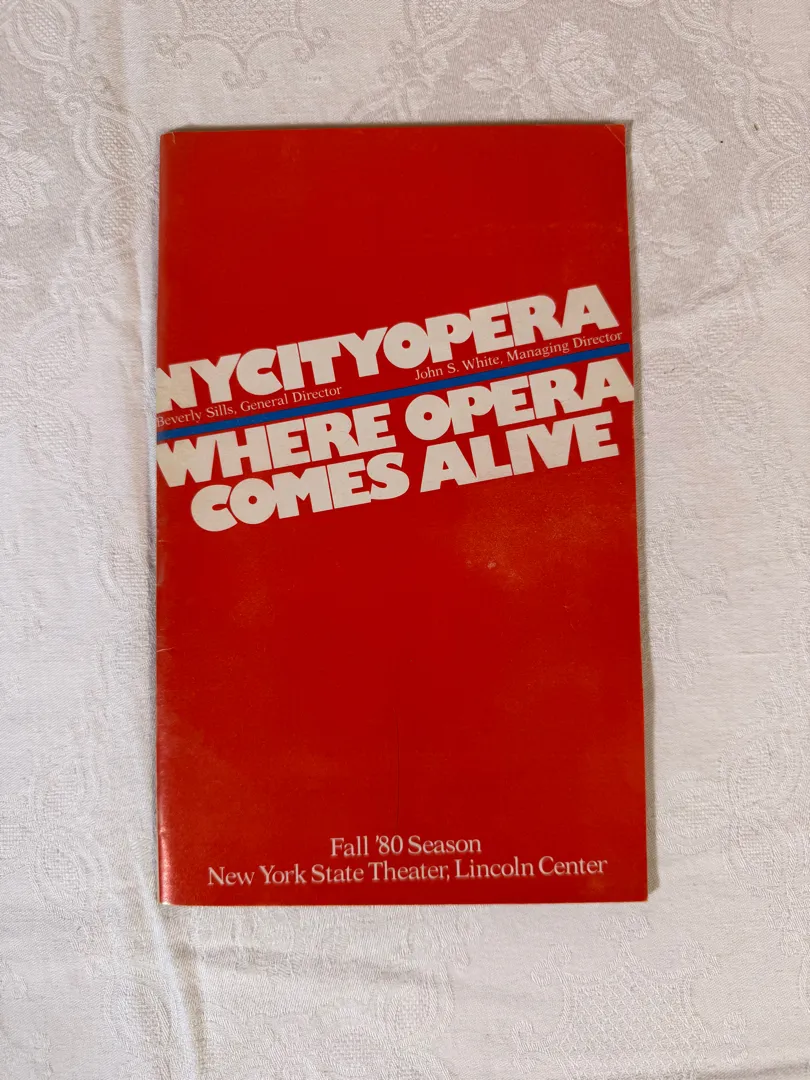 NYCITYOPERA
Beverly Sills, General Director
John S. White, Managing Director
WHERE OPERA
COMES ALIVE
Fall '80 Season
New York State Theater, Lincoln Center